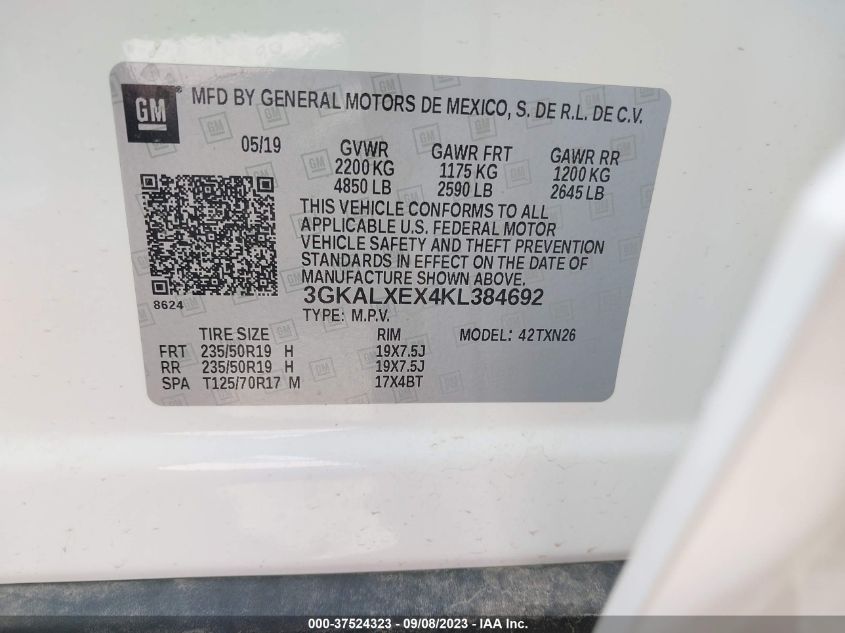 GM
MFD BY GENERAL MOTORS DE MEXICO, S. DE R.L. DE C.V.
05/19 GVWR GAWR FRT GAWR RR
2200 KG 1175 KG 1200 KG
4850 LB 2590 LB 2645 LB
THIS VEHICLE CONFORMS TO ALL
APPLICABLE U.S. FEDERAL MOTOR
VEHICLE SAFETY AND THEFT PREVENTION
STANDARDS IN EFFECT ON THE DATE OF
MANUFACTURE SHOWN ABOVE.
8624 3GKALXEX4KL384692
TYPE: M.P.V.
TIRE SIZE RIM MODEL: 42TXN26
FRT 235/50R19 H 19X7.5J
RR 235/50R19 H 19X7.5J
SPA T125/70R17 M 17X4BT
000-37524323 - 09/08/2023 - IAA Inc.